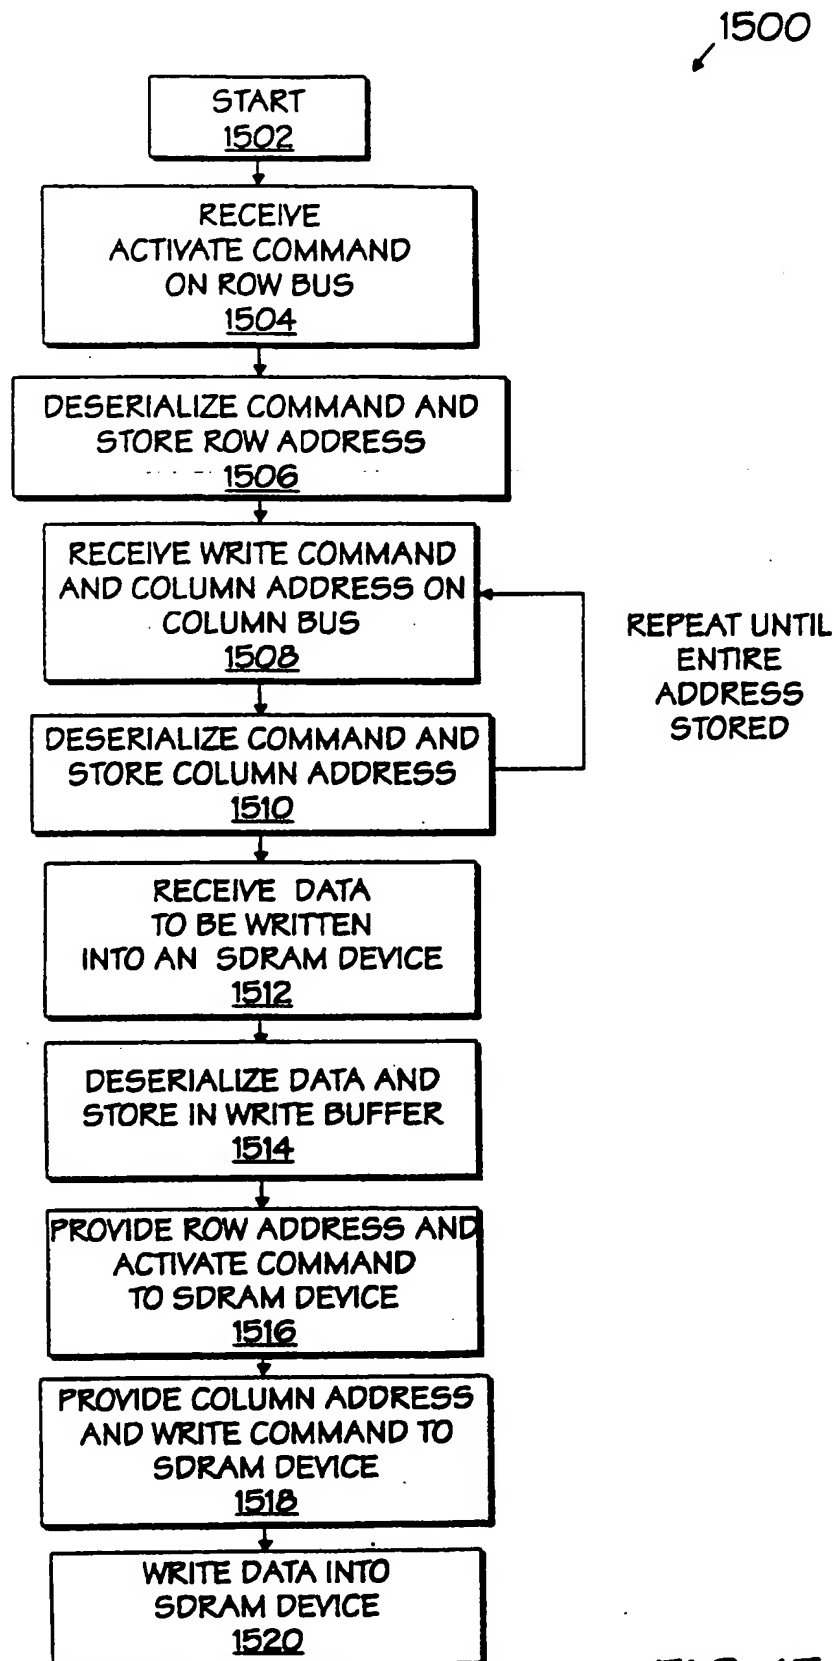 1500
START
1502
RECEIVE
ACTIVATE COMMAND
ON ROW BUS
1504
DESERIALIZE COMMAND AND
STORE ROW ADDRESS
1506
RECEIVE WRITE COMMAND
AND COLUMN ADDRESS ON
COLUMN BUS
1508
REPEAT UNTIL
ENTIRE
ADDRESS
STORED
DESERIALIZE COMMAND AND
STORE COLUMN ADDRESS
1510
RECEIVE DATA
TO BE WRITTEN
INTO AN SDRAM DEVICE
1512
DESERIALIZE DATA AND
STORE IN WRITE BUFFER
1514
PROVIDE ROW ADDRESS AND
ACTIVATE COMMAND
TO SDRAM DEVICE
1516
PROVIDE COLUMN ADDRESS
AND WRITE COMMAND TO
SDRAM DEVICE
1518
WRITE DATA INTO
SDRAM DEVICE
1520